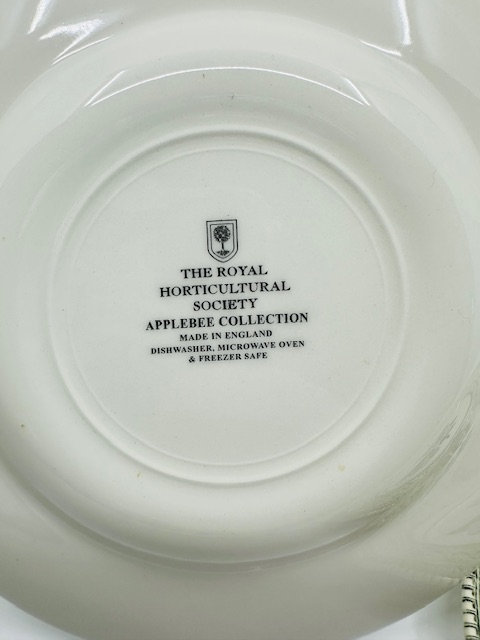 THE ROYAL
HORTICULTURAL
SOCIETY
APPLEBEE COLLECTION
MADE IN ENGLAND
DISHWASHER, MICROWAVE OVEN
& FREEZER SAFE